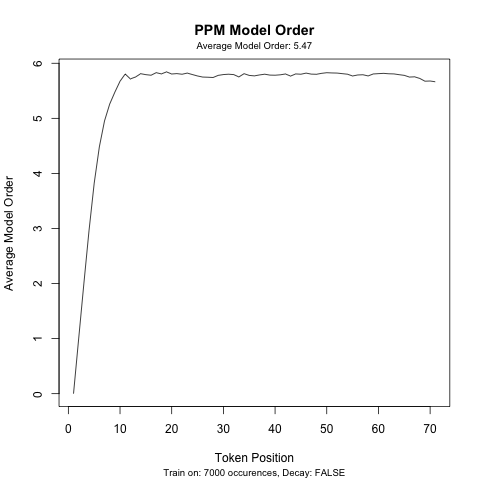 PPM Model Order
Average Model Order: 5.47
Average Model Order
6
5
4
3
2
1
0
0 10 20 30 40 50 60 70
Token Position
Train on: 7000 occurences, Decay: FALSE